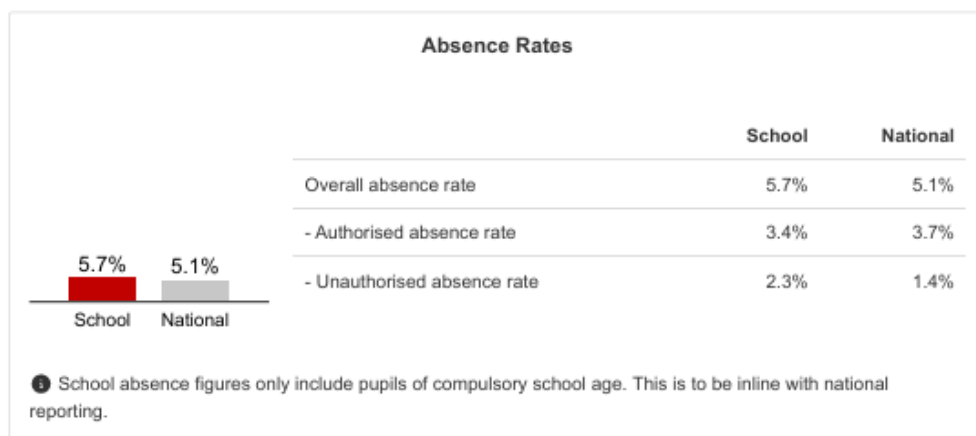 Absence Rates
School National
Overall absence rate 5.7% 5.1%
- Authorised absence rate 3.4% 3.7%
- Unauthorised absence rate 2.3% 1.4%
5.7% 5.1%
School National
School absence figures only include pupils of compulsory school age. This is to be inline with national
reporting.